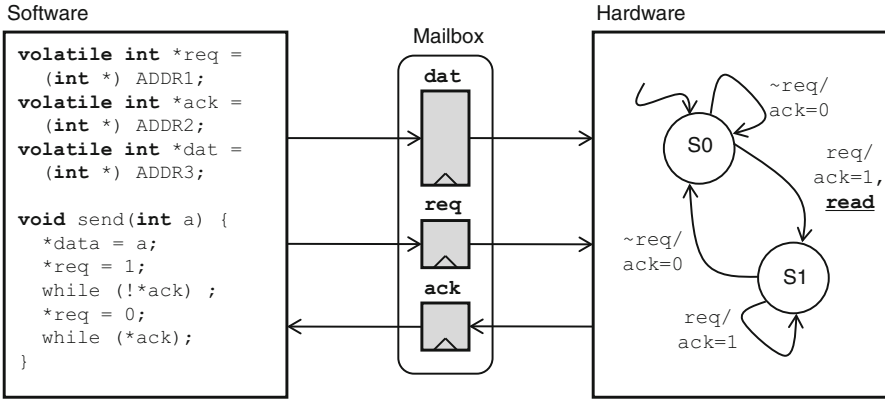 Software
volatile int *req =
(int *) ADDR1;
volatile int *ack =
(int *) ADDR2;
volatile int *dat =
(int *) ADDR3;
void send(int a) {
*data = a;
*req = 1;
while (!*ack) ;
*req = 0;
while (*ack);
}
Mailbox
dat
req
ack
Hardware
~req/
ack=0
S0
req/
ack=1,
read
~req/
ack=0
S1
req/
ack=1